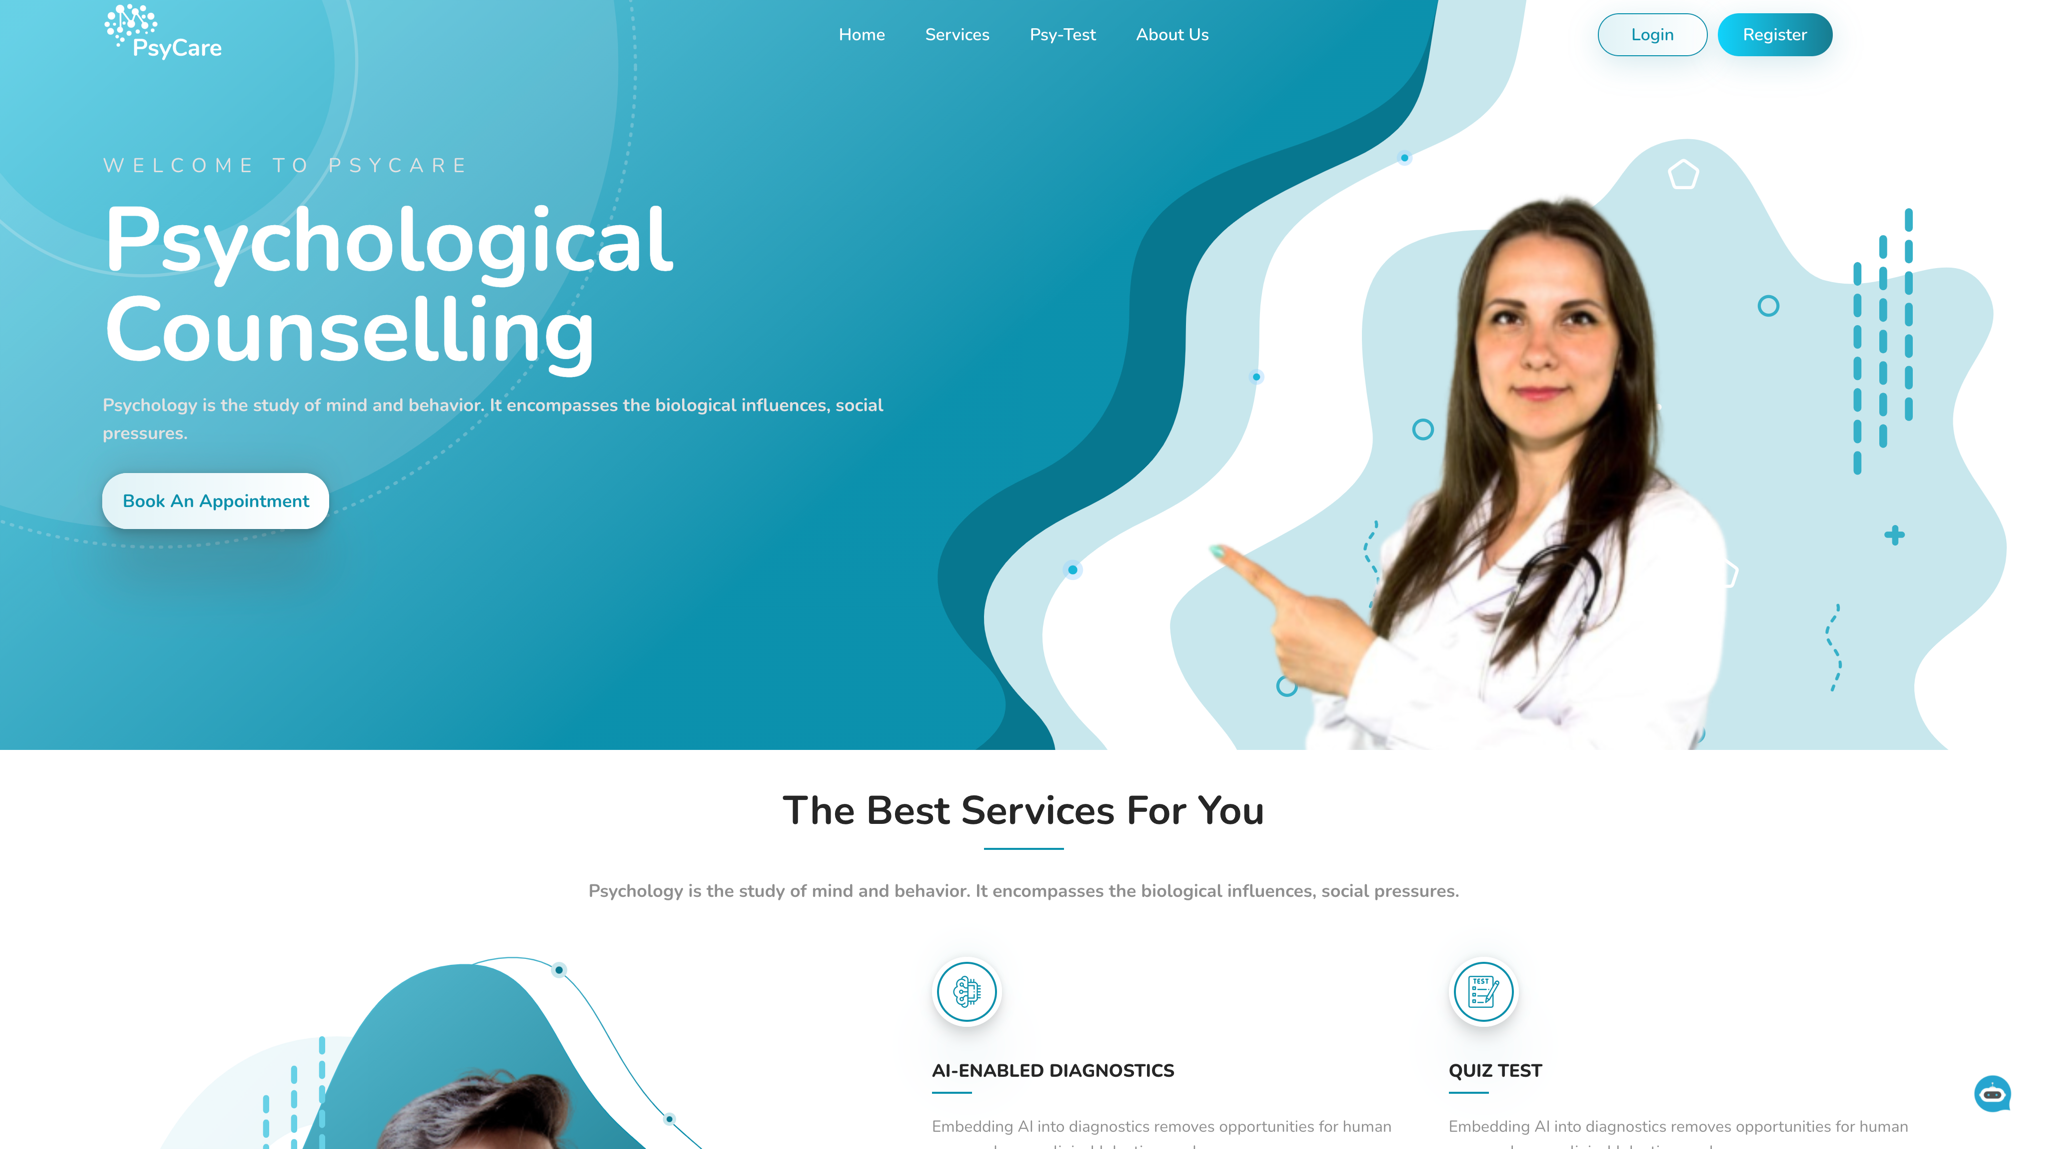 PsyCare
Home Services Psy-Test About Us
Login Register
WELCOME TO PSYCARE
Psychological
Counselling
Psychology is the study of mind and behavior. It encompasses the biological influences, social
pressures.
Book An Appointment
The Best Services For You
Psychology is the study of mind and behavior. It encompasses the biological influences, social pressures.
TEST
AI-ENABLED DIAGNOSTICS
Embedding AI into diagnostics removes opportunities for human
QUIZ TEST
Embedding AI into diagnostics removes opportunities for human